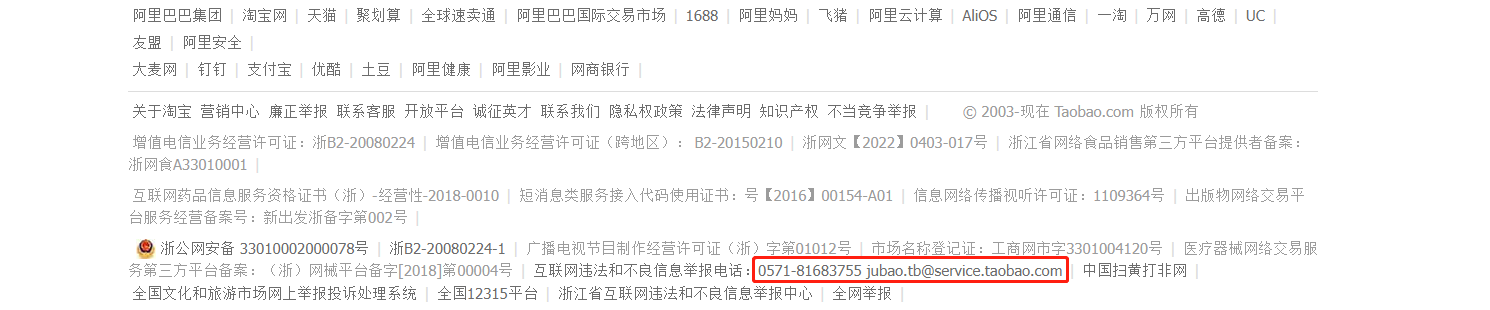 阿里巴巴集团 | 淘宝网 | 天猫 | 聚划算 | 全球速卖通 | 阿里巴巴国际交易市场 | 1688 | 阿里妈妈 | 飞猪 | 阿里云计算 | AliOS | 阿里通信 | 一淘 | 万网 | 高德 | UC |
友盟 | 阿里安全 |
大麦网 | 钉钉 | 支付宝 | 优酷 | 土豆 | 阿里健康 | 阿里影业 | 网商银行 |
关于淘宝 营销中心 廉正举报 联系客服 开放平台 诚征英才 联系我们 隐私权政策 法律声明 知识产权 不当竞争举报 | © 2003-现在 Taobao.com 版权所有
增值电信业务经营许可证：浙B2-20080224 | 增值电信业务经营许可证（跨地区）： B2-20150210 | 浙网文【2022】0403-017号 | 浙江省网络食品销售第三方平台提供者备案：
浙网食A33010001 |
互联网药品信息服务资格证书（浙）-经营性-2018-0010 | 短消息类服务接入代码使用证书：号【2016】00154-A01 | 信息网络传播视听许可证：1109364号 | 出版物网络交易平
台服务经营备案号：新出发浙备字第002号 |
浙公网安备 33010002000078号 | 浙B2-20080224-1 | 广播电视节目制作经营许可证（浙）字第01012号 | 市场名称登记证：工商网市字3301004120号 | 医疗器械网络交易服
务第三方平台备案：（浙）网械平台备字[2018]第00004号 | 互联网违法和不良信息举报电话：0571-81683755 jubao.tb@service.taobao.com | 中国扫黄打非网 |
全国文化和旅游市场网上举报投诉处理系统 | 全国12315平台 | 浙江省互联网违法和不良信息举报中心 | 全网举报 |